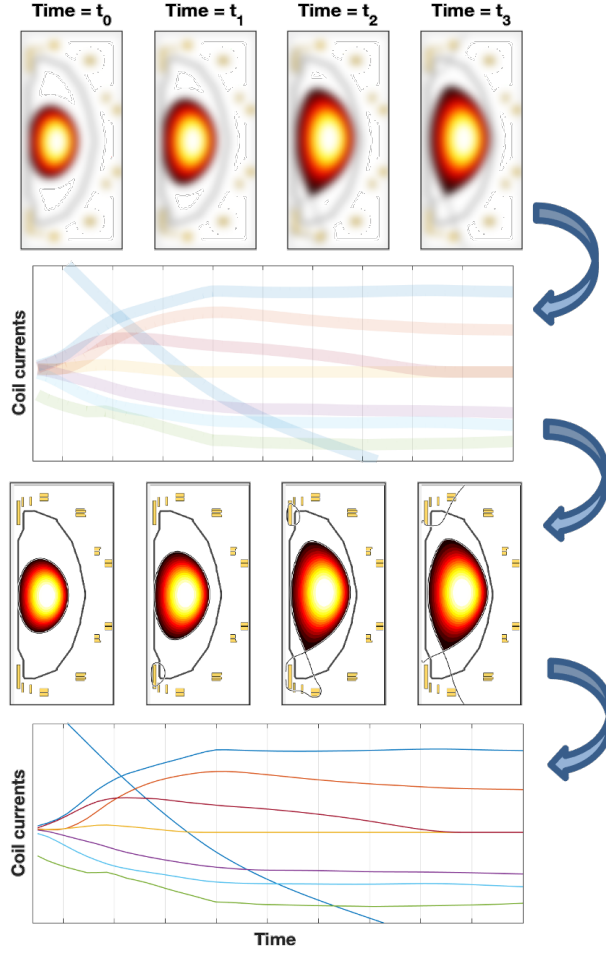 Time = t0 Time = t1 Time = t2 Time = t3
Coil currents
Coil currents
Time